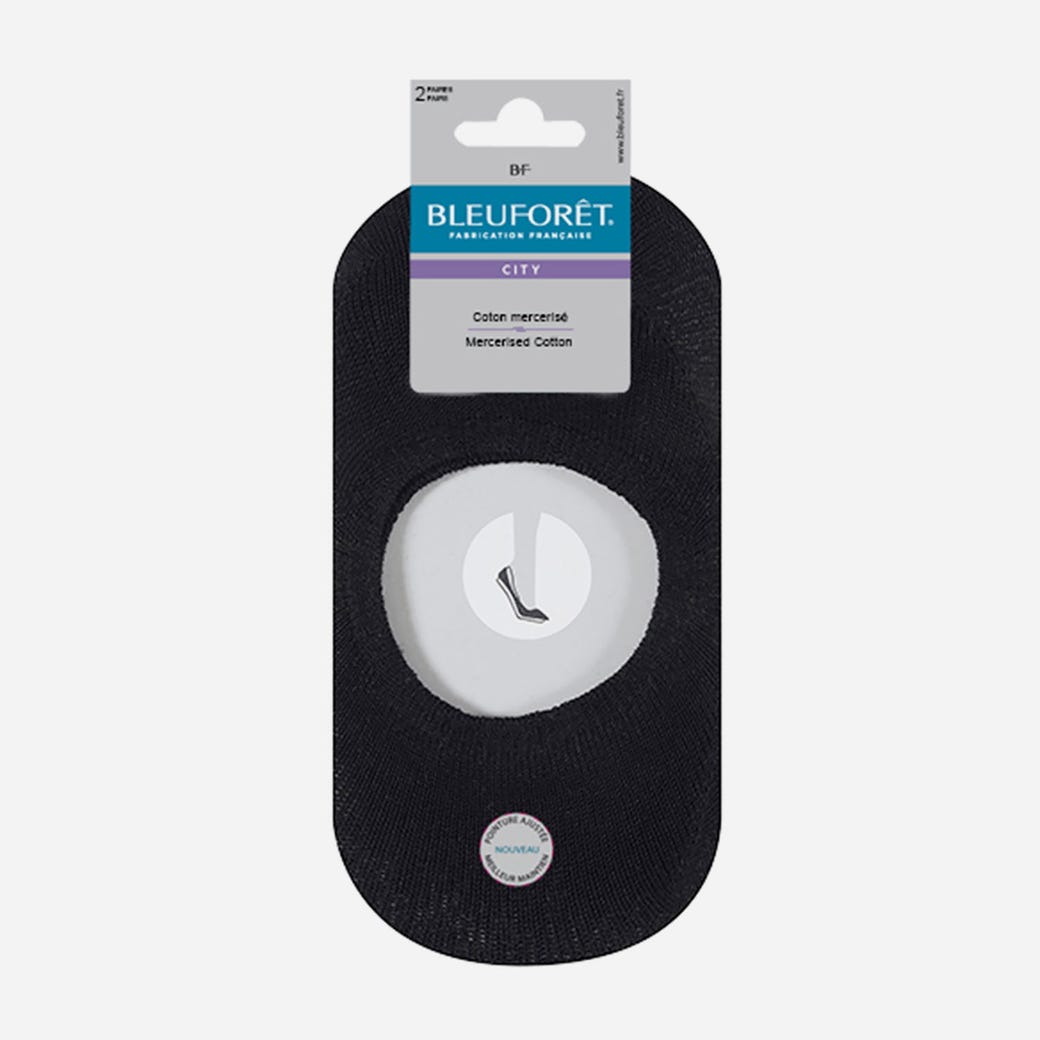 2 PAIRES
PAIRS
www.bleuforet.fr
BF
BLEUFORÊT®
FABRICATION FRANÇAISE
CITY
Coton mercerisé
Mercerised Cotton
POINTURE AJUSTÉE
NOUVEAU
MEILLEUR MAINTIEN